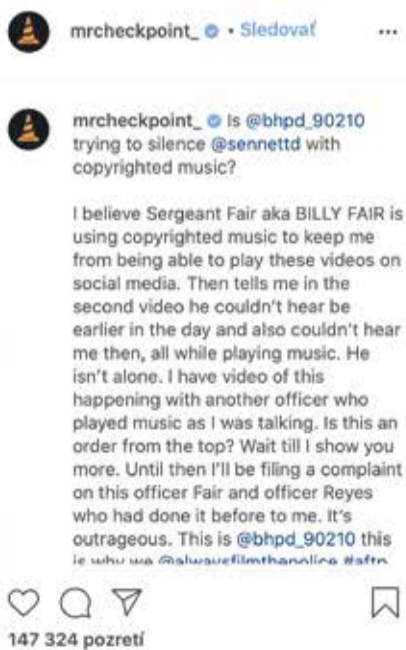 mrcheckpoint_ • Sledovať
mrcheckpoint_ Is @bhpd_90210
trying to silence @sennettd with
copyrighted music?
I believe Sergeant Fair aka BILLY FAIR is
using copyrighted music to keep me
from being able to play these videos on
social media. Then tells me in the
second video he couldn't hear be
earlier in the day and also couldn't hear
me then, all while playing music. He
isn't alone. I have video of this
happening with another officer who
played music as I was talking. Is this an
order from the top? Wait till I show you
more. Until then I'll be filing a complaint
on this officer Fair and officer Reyes
who had done it before to me. It's
outrageous. This is @bhpd_90210 this
is why we @alwaysfilmthepolice #aftp
147 324 pozretí